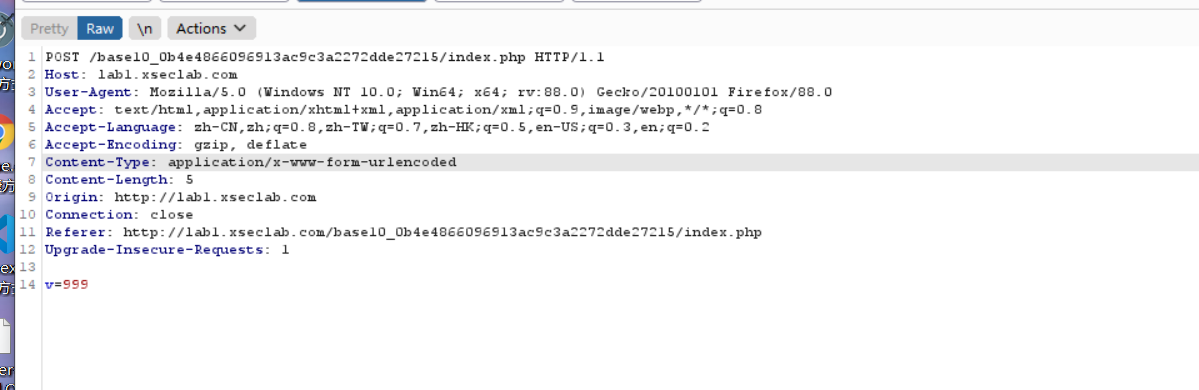 Pretty Raw \n Actions
1 POST /base10_0b4e4866096913ac9c3a2272dde27215/index.php HTTP/1.1
2 Host: lab1.xseclab.com
3 User-Agent: Mozilla/5.0 (Windows NT 10.0; Win64; x64; rv:88.0) Gecko/20100101 Firefox/88.0
4 Accept: text/html,application/xhtml+xml,application/xml;q=0.9,image/webp,*/*;q=0.8
5 Accept-Language: zh-CN,zh;q=0.8,zh-TW;q=0.7,zh-HK;q=0.5,en-US;q=0.3,en;q=0.2
6 Accept-Encoding: gzip, deflate
7 Content-Type: application/x-www-form-urlencoded
8 Content-Length: 5
9 Origin: http://lab1.xseclab.com
10 Connection: close
11 Referer: http://lab1.xseclab.com/base10_0b4e4866096913ac9c3a2272dde27215/index.php
12 Upgrade-Insecure-Requests: 1
13
14 v=999